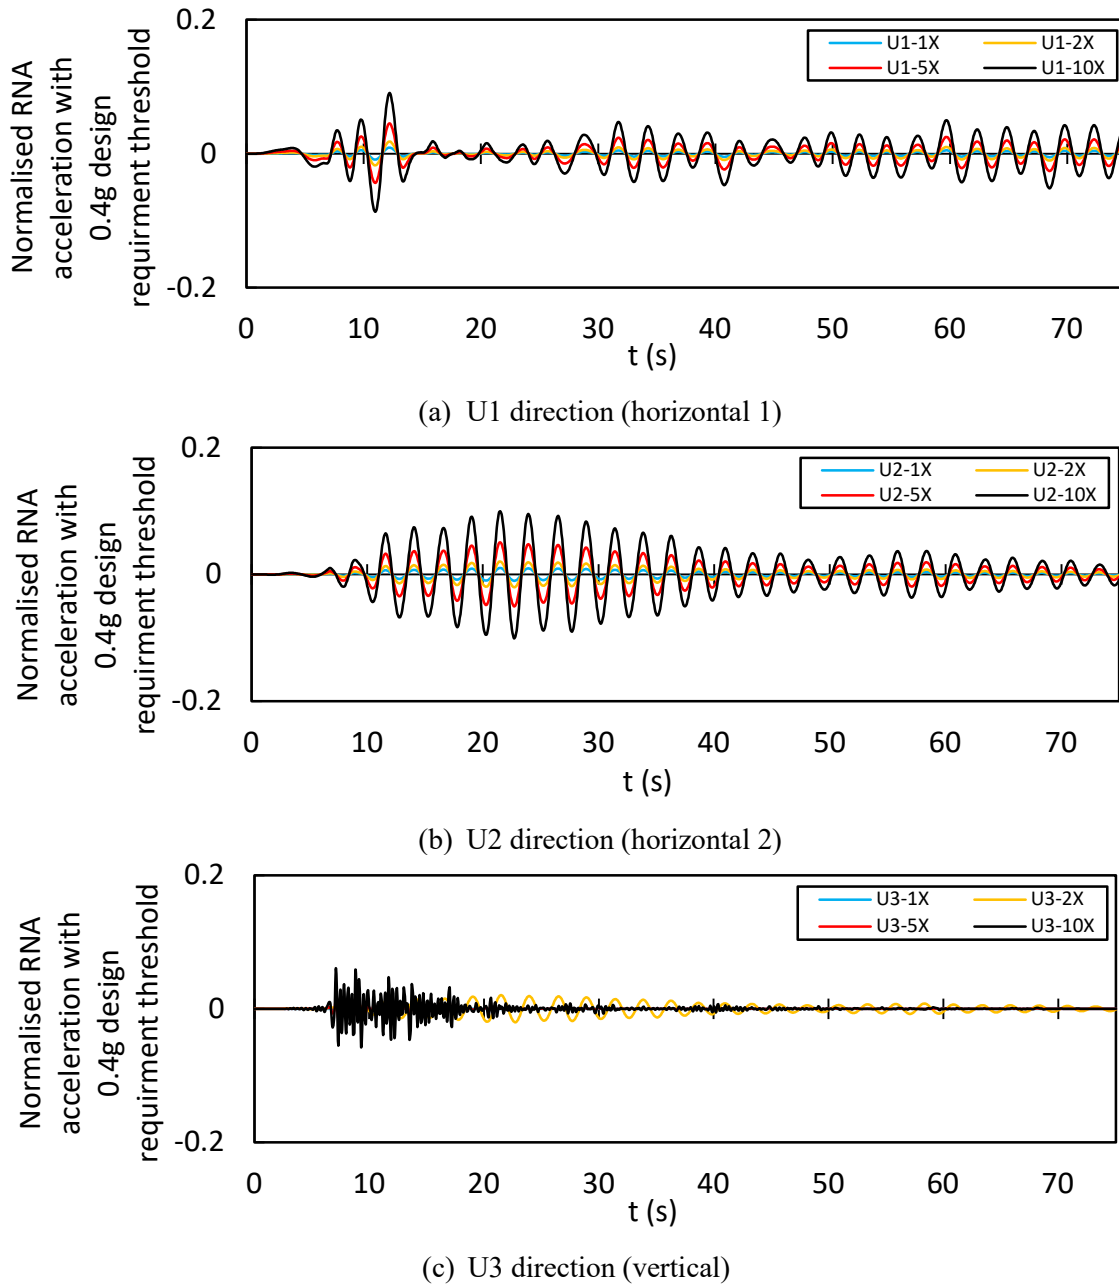 0.2
0
-0.2
Normalised RNA
acceleration with
0.4g design
requirment threshold
U1-1X U1-2X
U1-5X U1-10X
0 10 20 30 40 50 60 70
t (s)
(a) U1 direction (horizontal 1)
0.2
0
-0.2
Normalised RNA
acceleration with
0.4g design
requirment threshold
U2-1X U2-2X
U2-5X U2-10X
0 10 20 30 40 50 60 70
t (s)
(b) U2 direction (horizontal 2)
0.2
0
-0.2
Normalised RNA
acceleration with
0.4g design
requirment threshold
U3-1X U3-2X
U3-5X U3-10X
0 10 20 30 40 50 60 70
t (s)
(c) U3 direction (vertical)